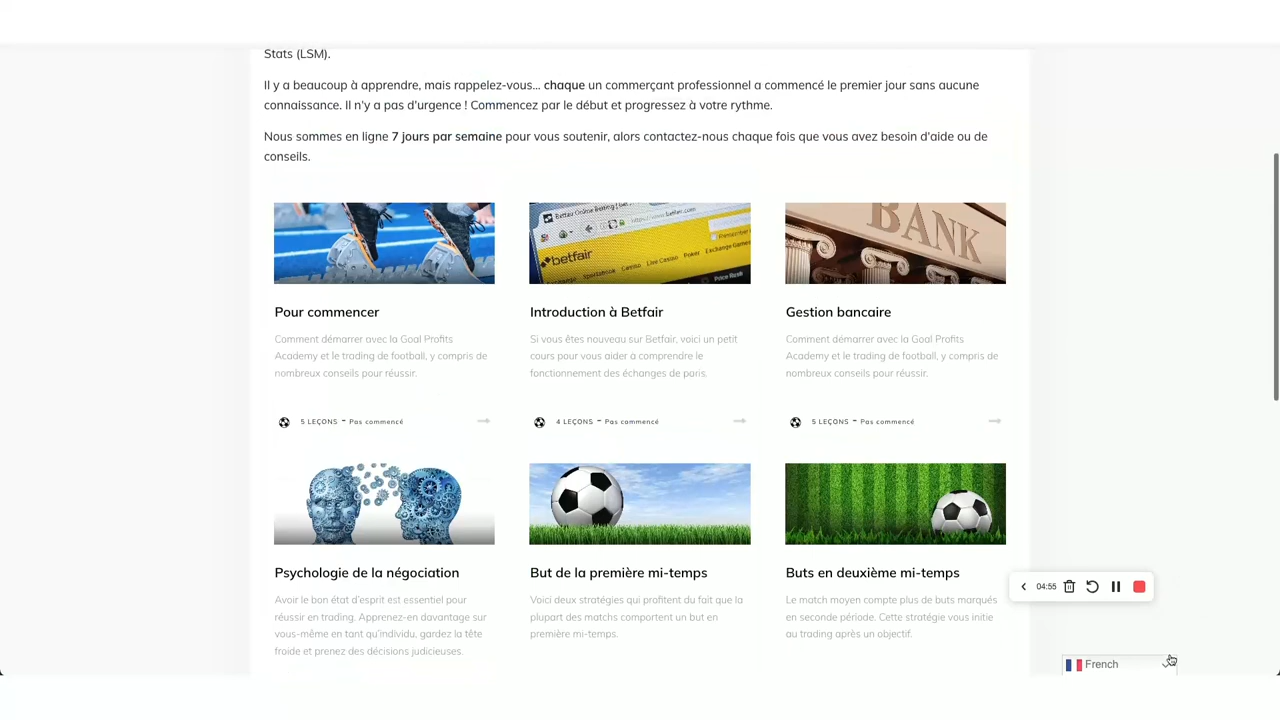 Stats (LSM).
Il y a beaucoup à apprendre, mais rappelez-vous... chaque un commerçant professionnel a commencé le premier jour sans aucune
connaissance. Il n'y a pas d'urgence ! Commencez par le début et progressez à votre rythme.
Nous sommes en ligne 7 jours par semaine pour vous soutenir, alors contactez-nous chaque fois que vous avez besoin d'aide ou de
conseils.
betfair
BANK
Pour commencer
Comment démarrer avec la Goal Profits
Academy et le trading de football, y compris de
nombreux conseils pour réussir.
5 LEÇONS - Pas commencé
Introduction à Betfair
Si vous êtes nouveau sur Betfair, voici un petit
cours pour vous aider à comprendre le
fonctionnement des échanges de paris.
4 LEÇONS - Pas commencé
Gestion bancaire
Comment démarrer avec la Goal Profits
Academy et le trading de football, y compris de
nombreux conseils pour réussir.
5 LEÇONS - Pas commencé
Psychologie de la négociation
Avoir le bon état d'esprit est essentiel pour
réussir en trading. Apprenez-en davantage sur
vous-même en tant qu'individu, gardez la tête
froide et prenez des décisions judicieuses.
But de la première mi-temps
Voici deux stratégies qui profitent du fait que la
plupart des matchs comportent un but en
première mi-temps.
Buts en deuxième mi-temps
Le match moyen compte plus de buts marqués
en seconde période. Cette stratégie vous initie
au trading après un objectif.
04:55
French